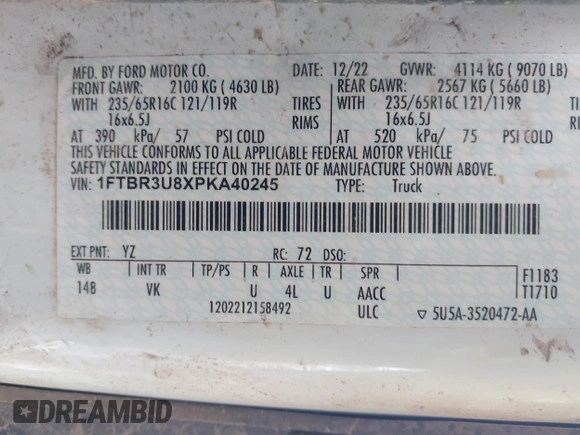 MFD. BY FORD MOTOR CO. DATE: 12/22 GVWR: 4114 KG ( 9070 LB)
FRONT GAWR: 2100 KG ( 4630 LB) REAR GAWR: 2567 KG ( 5660 LB)
WITH 235/65R16C 121/119R TIRES WITH 235/65R16C 121/119R TIRES
16x6.5J RIMS 16x6.5J RIMS
AT 390 kPa/ 57 PSI COLD AT 520 kPa/ 75 PSI COLD
THIS VEHICLE CONFORMS TO ALL APPLICABLE FEDERAL MOTOR VEHICLE
SAFETY STANDARDS IN EFFECT ON THE DATE OF MANUFACTURE SHOWN ABOVE.
VIN: 1FTBR3U8XPKA40245 TYPE: Truck
EXT PNT: YZ RC: 72 DSO:
WB INT TR TP/PS R AXLE TR SPR F1183
148 VK U 4L U AACC T1710
1202212158492 ULC ▽ 5U5A-3520472-AA
DREAMBID